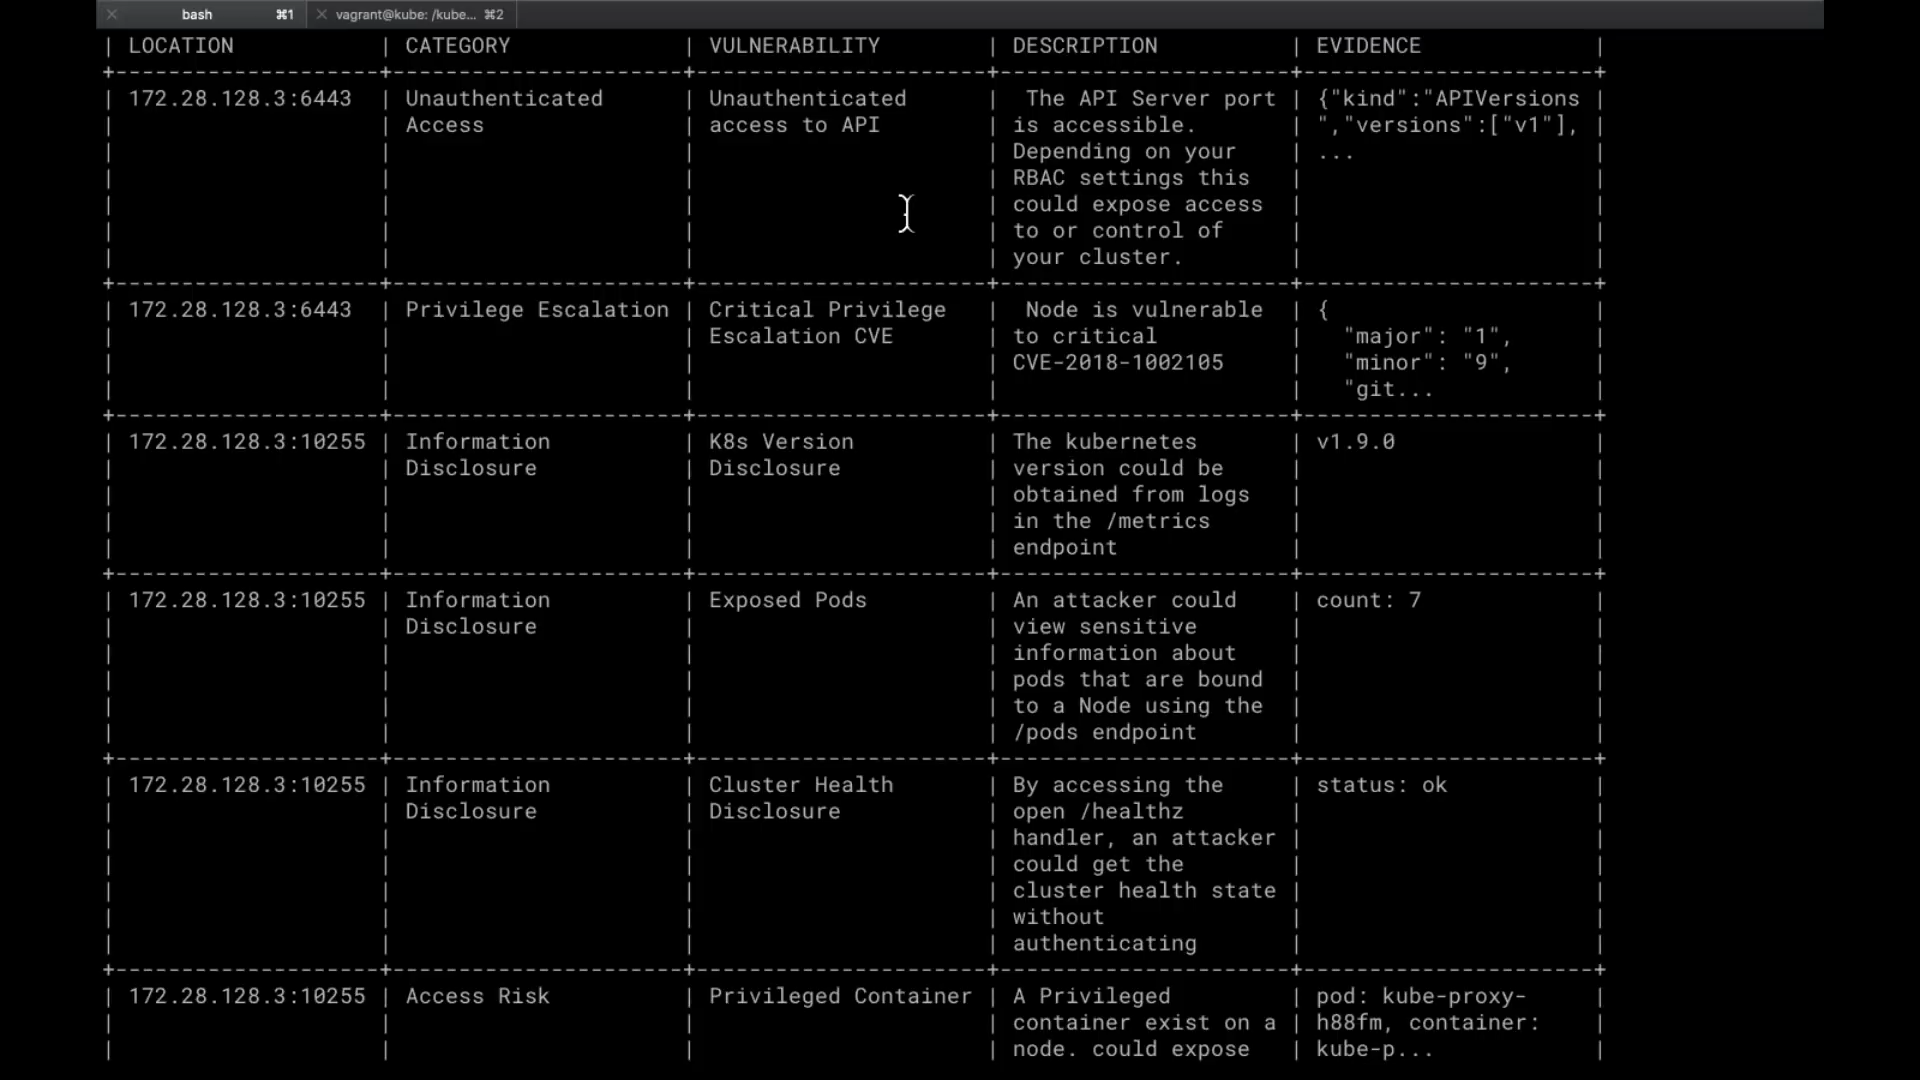 bash ⌘1 vagrant@kube: /kube... ⌘2
| LOCATION | CATEGORY | VULNERABILITY | DESCRIPTION | EVIDENCE |
| 172.28.128.3:6443 | Unauthenticated | Unauthenticated | The API Server port | {"kind":"APIVersions |
| | Access | access to API | is accessible. | ","versions":["v1"], |
| | | | Depending on your | ... |
| | | | RBAC settings this | |
| | | | could expose access | |
| | | | to or control of | |
| | | | your cluster. | |
| 172.28.128.3:6443 | Privilege Escalation | Critical Privilege | Node is vulnerable | { |
| | | Escalation CVE | to critical | "major": "1", |
| | | | CVE-2018-1002105 | "minor": "9", |
| | | | | "git... |
| 172.28.128.3:10255 | Information | K8s Version | The kubernetes | v1.9.0 |
| | Disclosure | Disclosure | version could be | |
| | | | obtained from logs | |
| | | | in the /metrics | |
| | | | endpoint | |
| 172.28.128.3:10255 | Information | Exposed Pods | An attacker could | count: 7 |
| | Disclosure | | view sensitive | |
| | | | information about | |
| | | | pods that are bound | |
| | | | to a Node using the | |
| | | | /pods endpoint | |
| 172.28.128.3:10255 | Information | Cluster Health | By accessing the | status: ok |
| | Disclosure | Disclosure | open /healthz | |
| | | | handler, an attacker | |
| | | | could get the | |
| | | | cluster health state | |
| | | | without | |
| | | | authenticating | |
| 172.28.128.3:10255 | Access Risk | Privileged Container | A Privileged | pod: kube-proxy- |
| | | | container exist on a | h88fm, container: |
| | | | node. could expose | kube-p... |